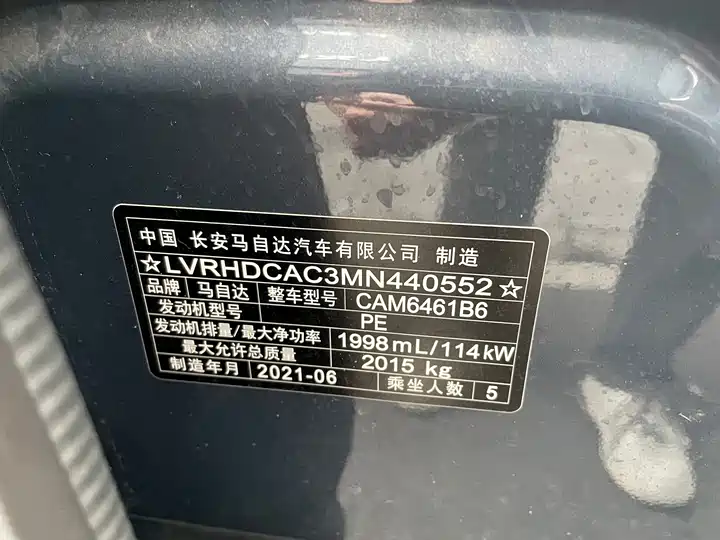 中国 长安马自达汽车有限公司 制造
☆LVRHDCAC3MN440552☆
品牌 马自达 整车型号 CAM6461B6
发动机型号 PE
发动机排量/最大净功率 1998mL/114kW
最大允许总质量 2015 kg
制造年月 2021-06 乘坐人数 5